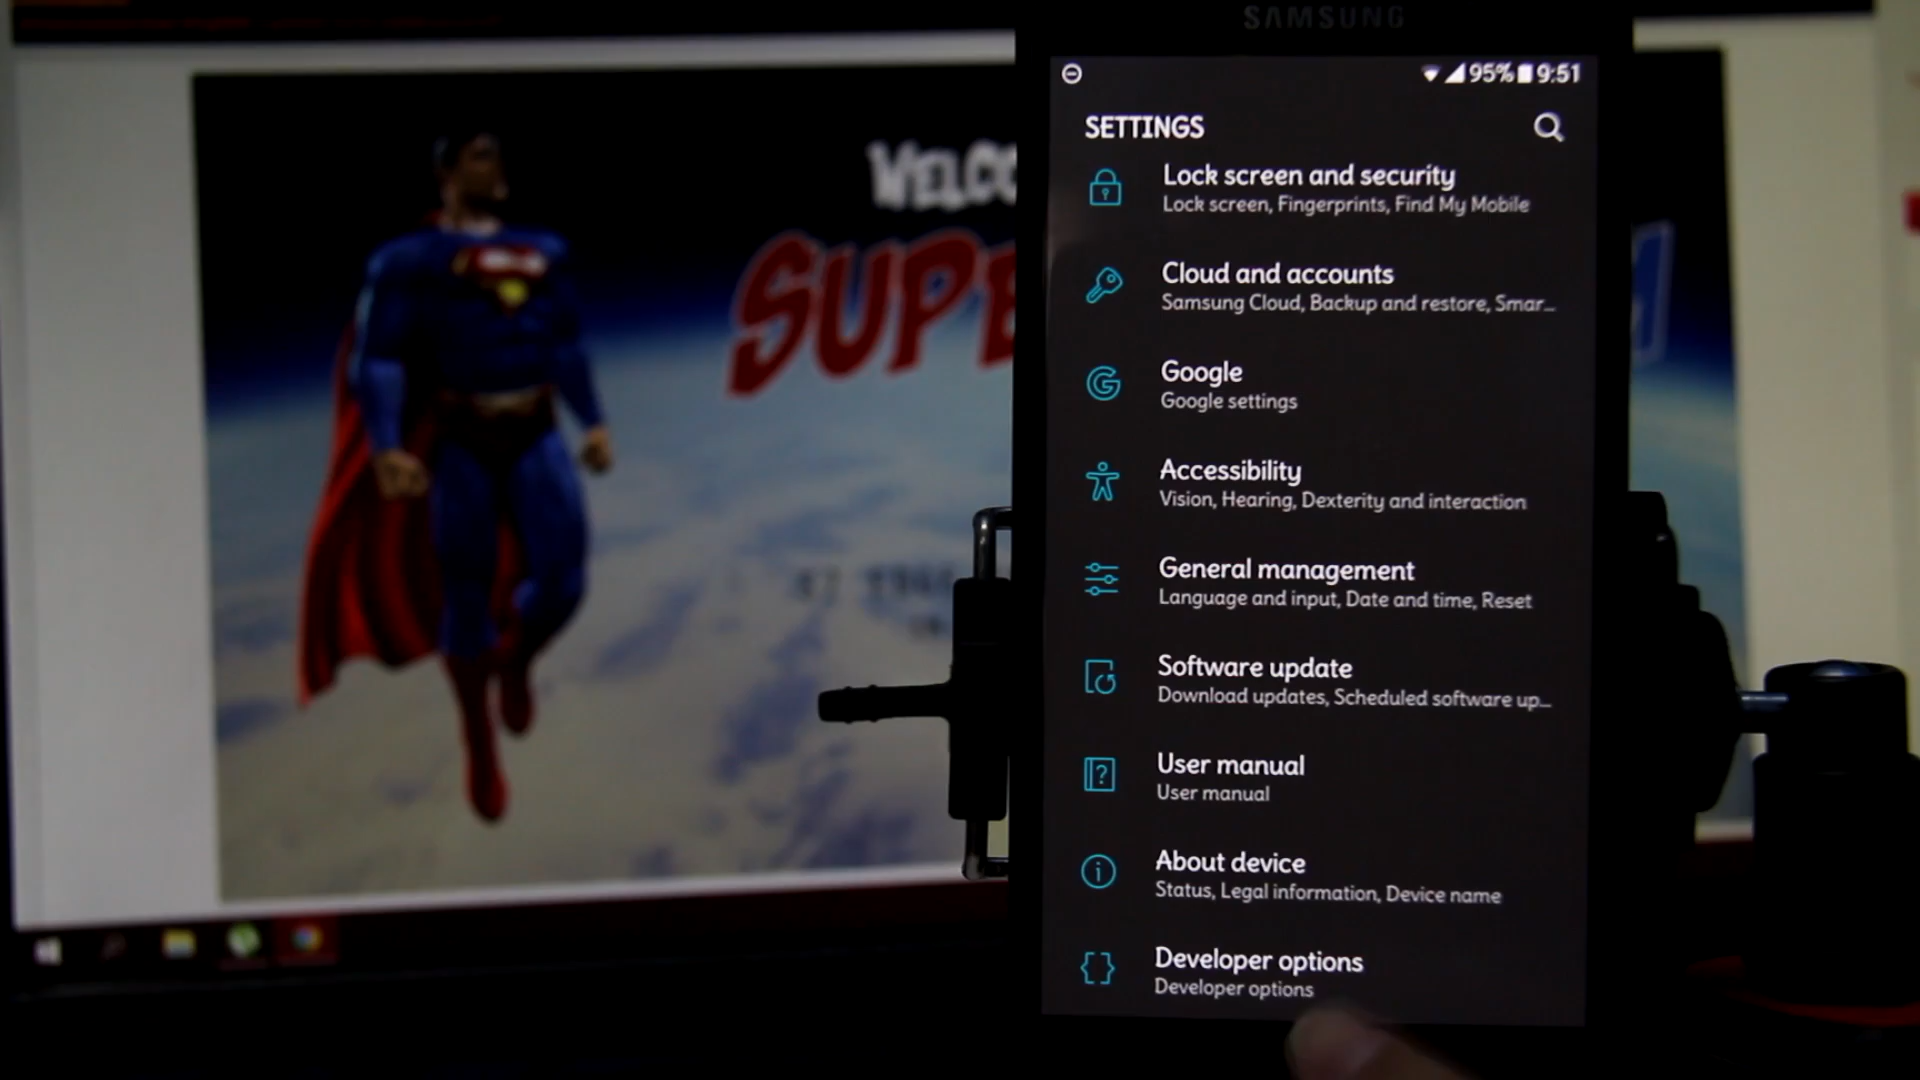 SAMSUNG
95% 9:51
SETTINGS
Lock screen and security
Lock screen, Fingerprints, Find My Mobile
Cloud and accounts
Samsung Cloud, Backup and restore, Smar...
Google
Google settings
Accessibility
Vision, Hearing, Dexterity and interaction
General management
Language and input, Date and time, Reset
Software update
Download updates, Scheduled software up...
User manual
User manual
About device
Status, Legal information, Device name
Developer options
Developer options
WELCO
SUPE